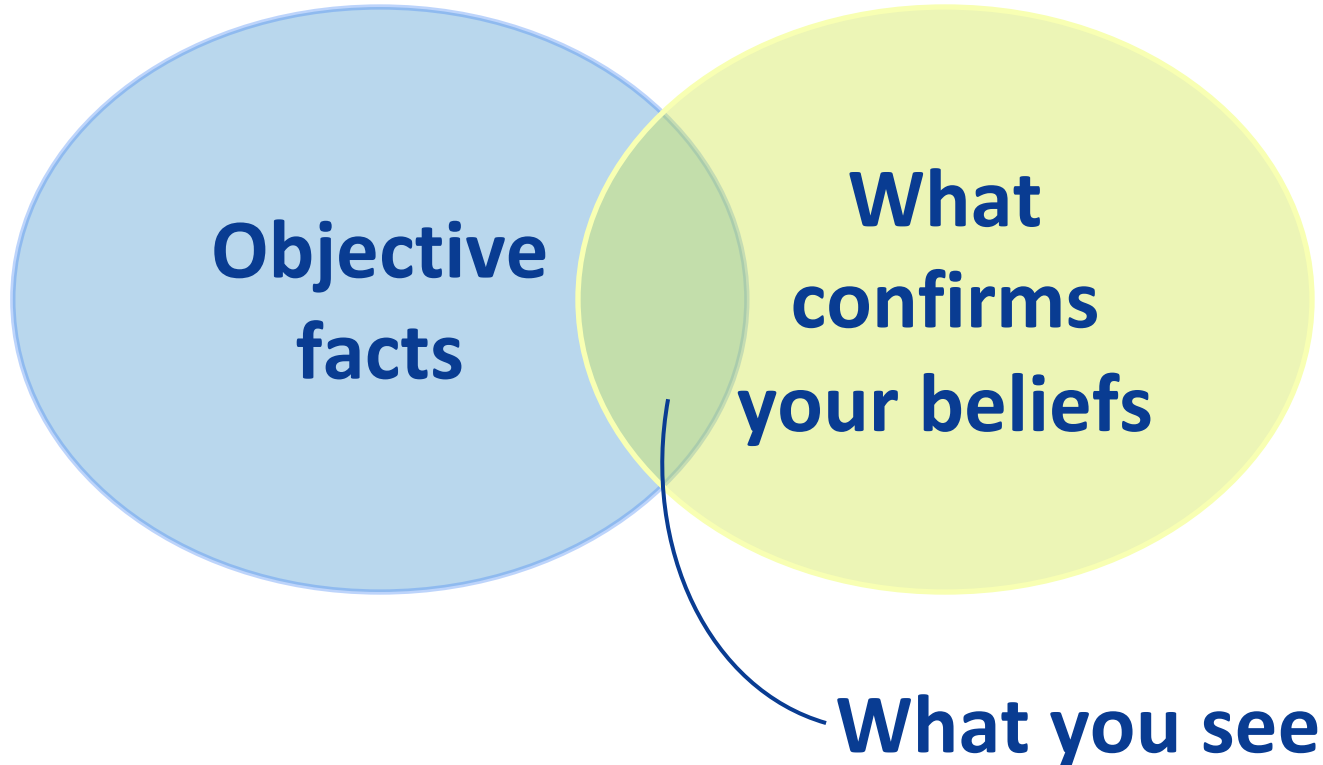 Objective
facts
What
confirms
your beliefs
What you see